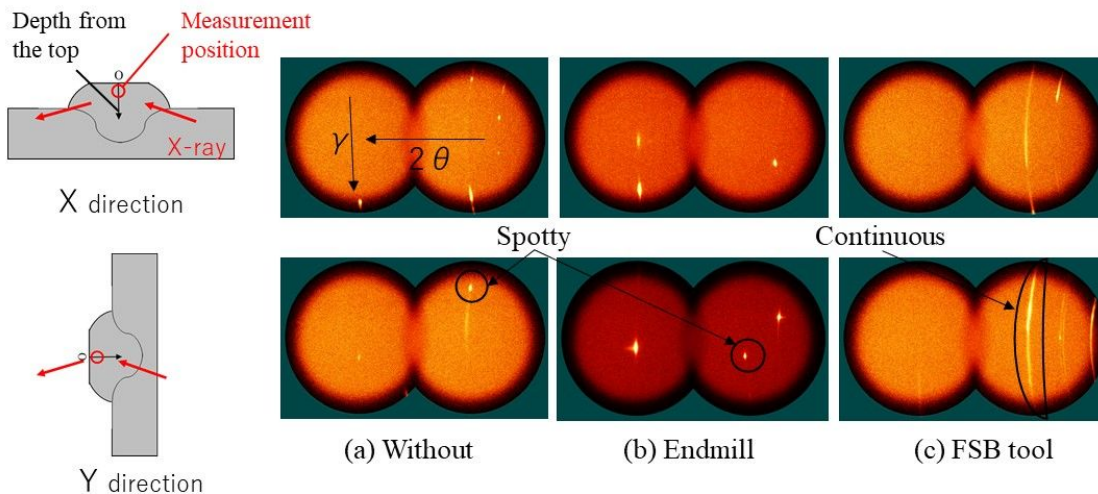 Depth from
the top
Measurement
position
O
X-ray
X direction
γ
2 θ
Spotty
Continuous
O
Y direction
(a) Without
(b) Endmill
(c) FSB tool